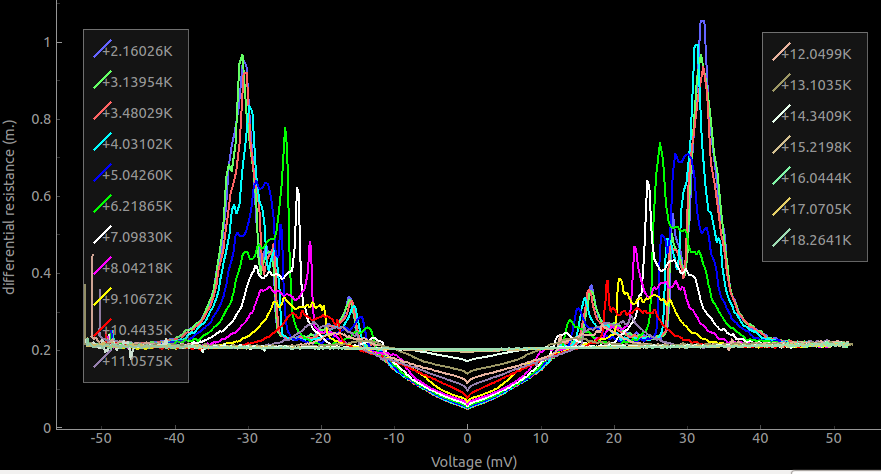 differential resistance (m.)
1
0.8
0.6
0.4
0.2
0
+2.16026K
+3.13954K
+3.48029K
+4.03102K
+5.04260K
+6.21865K
+7.09830K
+8.04218K
+9.10672K
+10.4435K
+11.0575K
+12.0499K
+13.1035K
+14.3409K
+15.2198K
+16.0444K
+17.0705K
+18.2641K
-50 -40 -30 -20 -10 0 10 20 30 40 50
Voltage (mV)